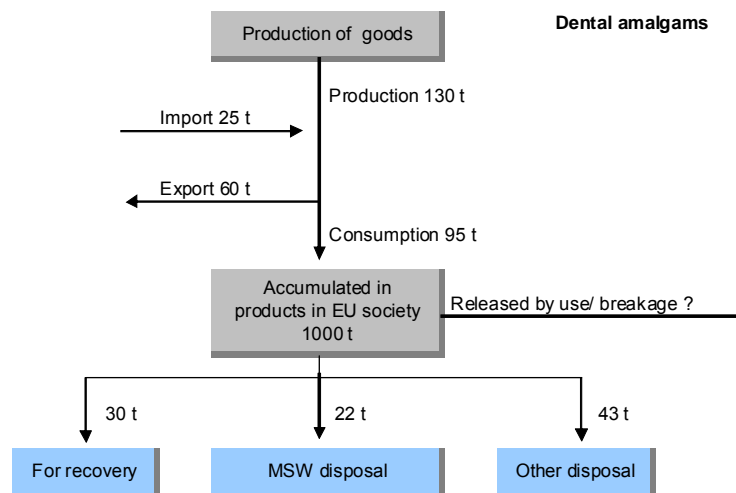 Dental amalgams
Production of goods
Production 130 t
Import 25 t
Export 60 t
Consumption 95 t
Accumulated in
products in EU society
1000 t
Released by use/ breakage ?
30 t
22 t
43 t
For recovery
MSW disposal
Other disposal